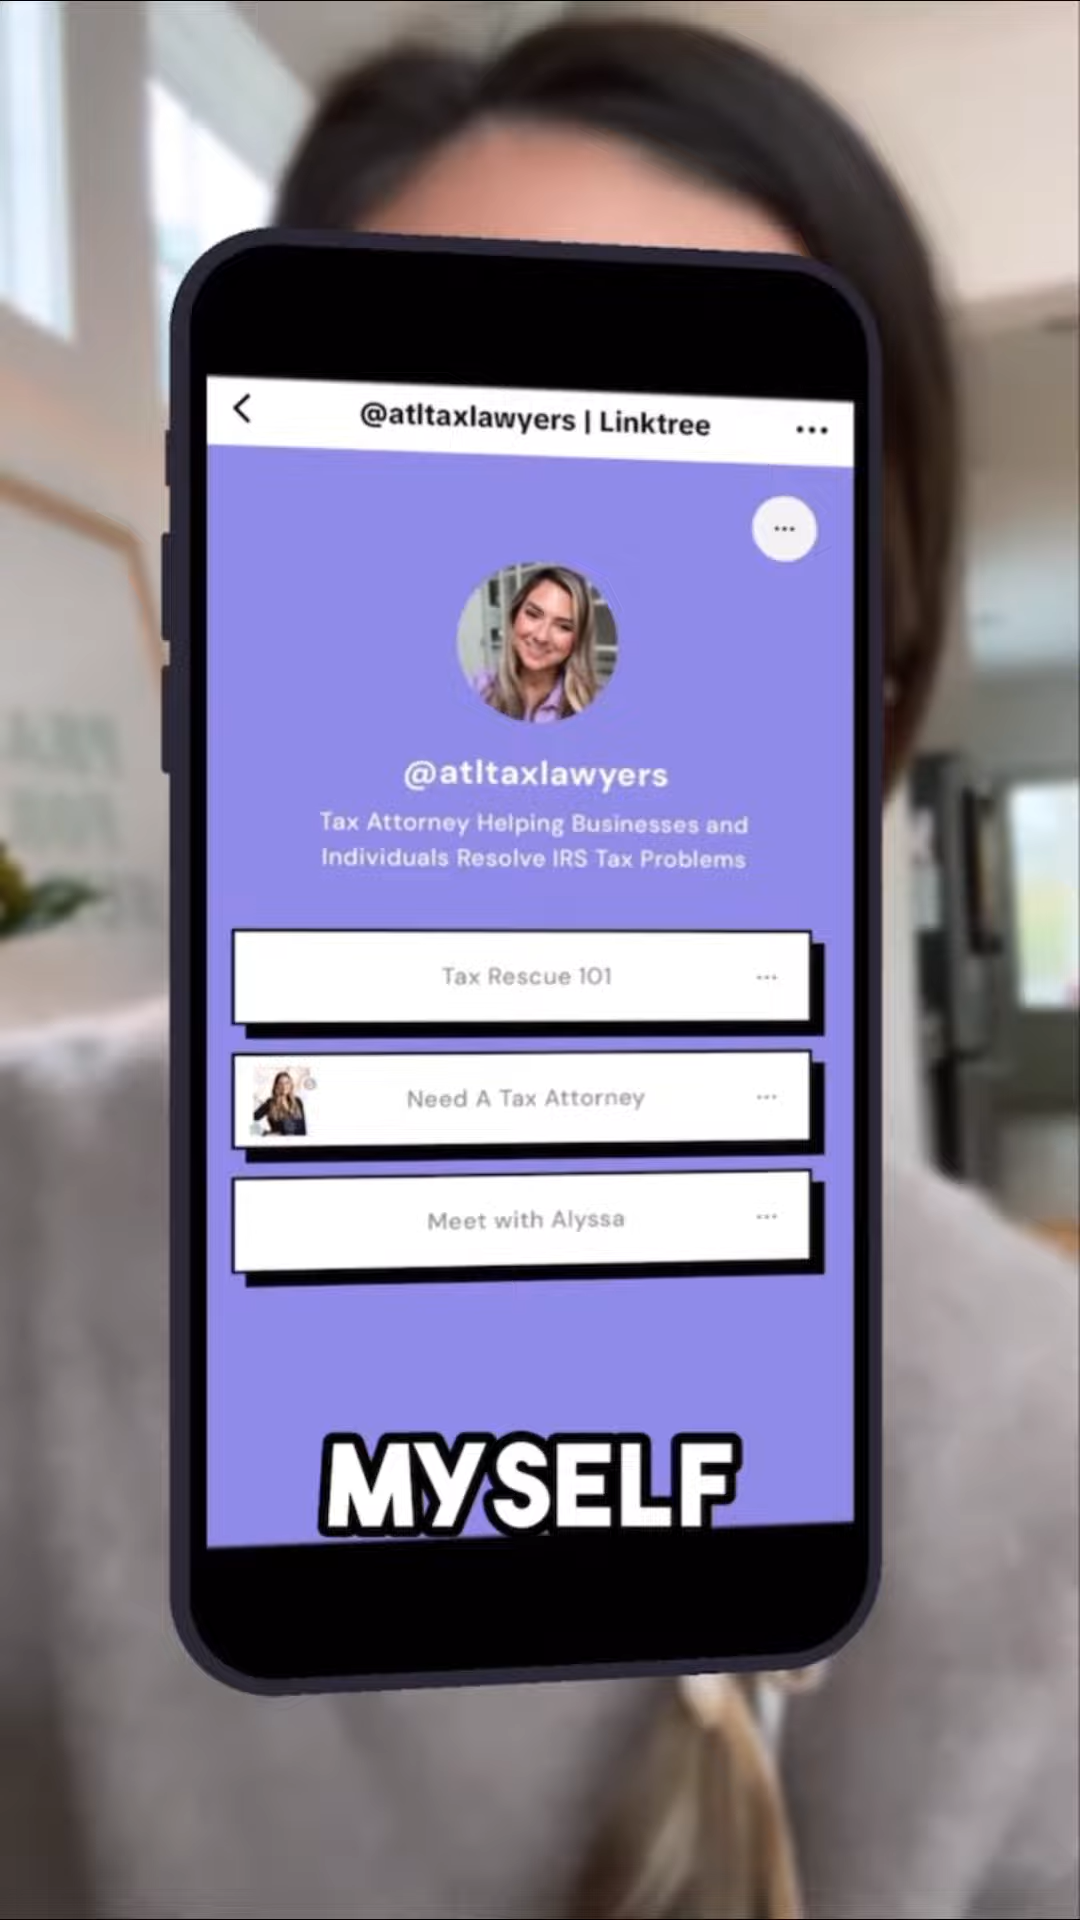 @atltaxlawyers | Linktree
@atltaxlawyers
Tax Attorney Helping Businesses and
Individuals Resolve IRS Tax Problems
Tax Rescue 101
Need A Tax Attorney
Meet with Alyssa
MYSELF